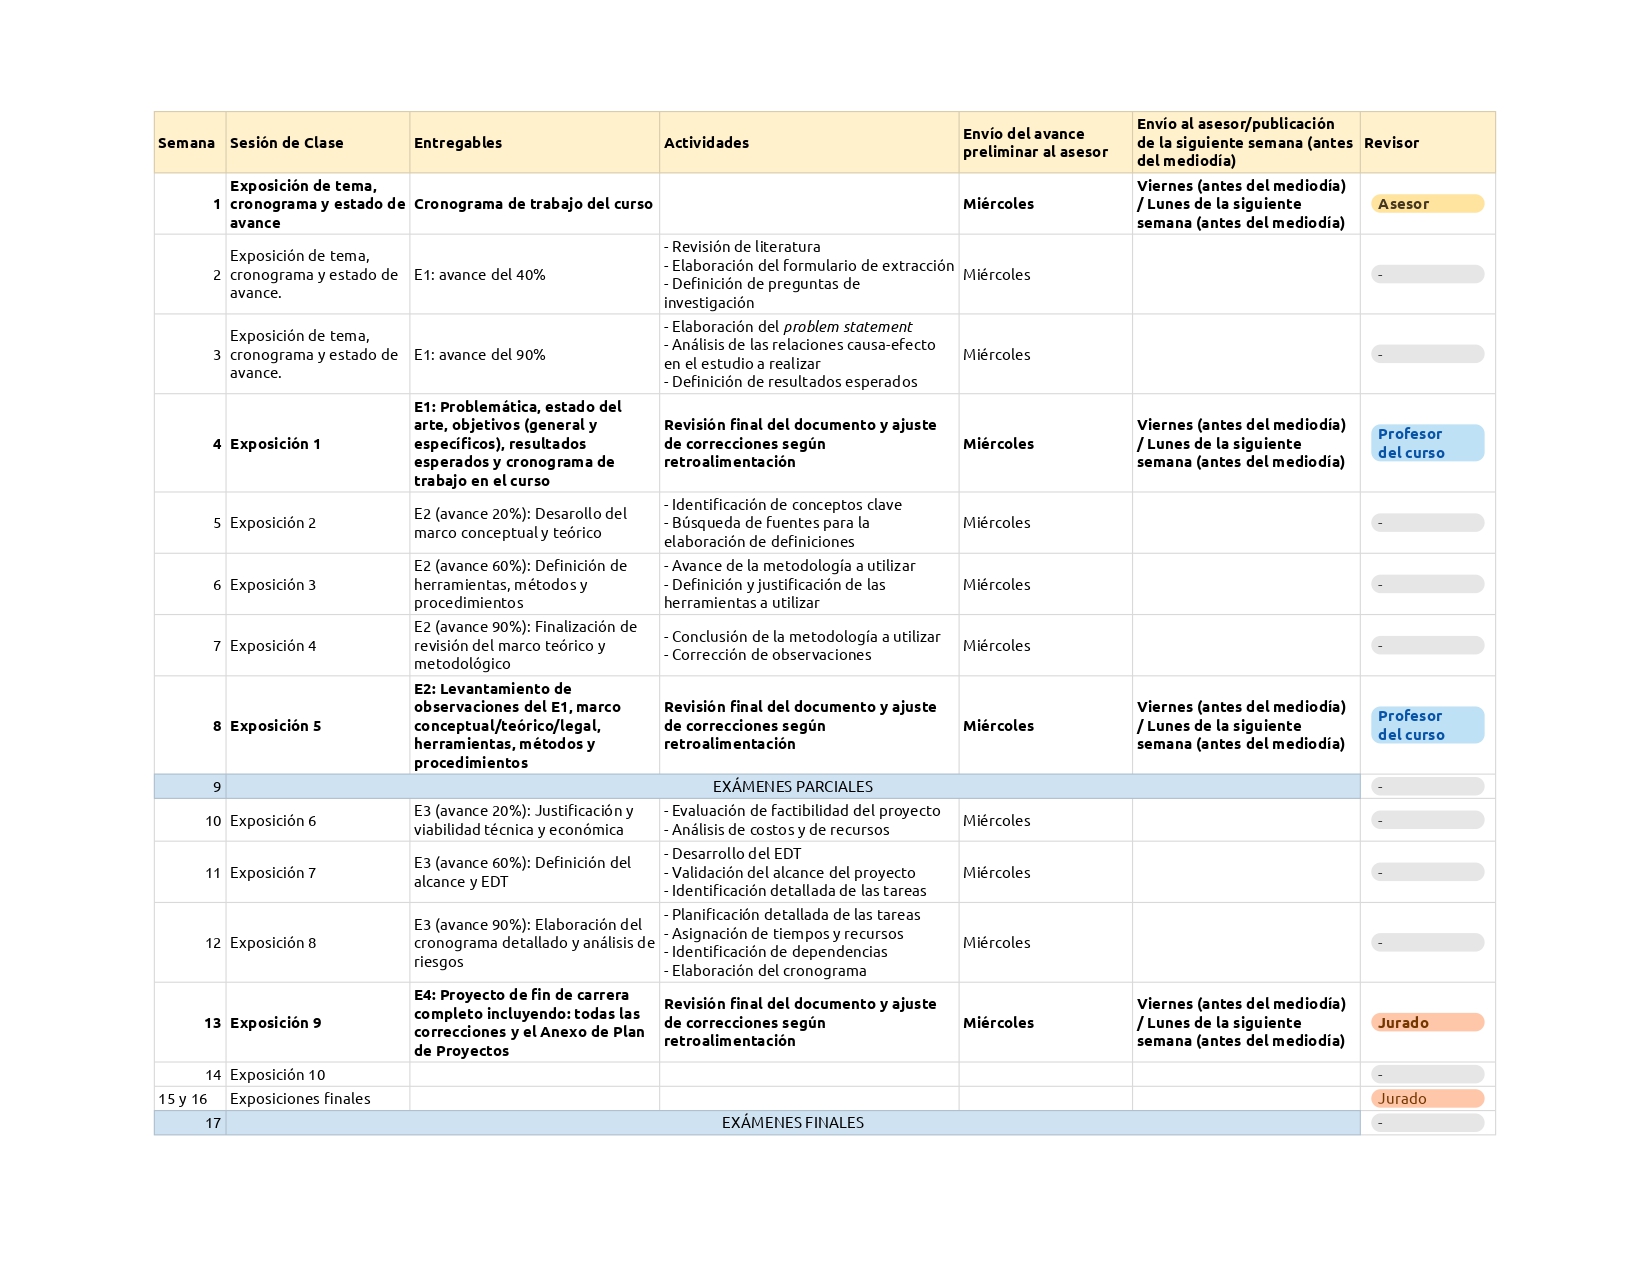 Semana
Sesión de Clase
Entregables
Actividades
Envío del avance
preliminar al asesor
Envío al asesor/publicación
de la siguiente semana (antes
del mediodía)
Revisor
1
Exposición de tema,
cronograma y estado de
avance
Cronograma de trabajo del curso
Miércoles
Viernes (antes del mediodía)
/ Lunes de la siguiente
semana (antes del mediodía)
Asesor
2
Exposición de tema,
cronograma y estado de
avance.
E1: avance del 40%
- Revisión de literatura
- Elaboración del formulario de extracción
- Definición de preguntas de
investigación
Miércoles
-
3
Exposición de tema,
cronograma y estado de
avance.
E1: avance del 90%
- Elaboración del problem statement
- Análisis de las relaciones causa-efecto
en el estudio a realizar
- Definición de resultados esperados
Miércoles
-
4
Exposición 1
E1: Problemática, estado del
arte, objetivos (general y
específicos), resultados
esperados y cronograma de
trabajo en el curso
Revisión final del documento y ajuste
de correcciones según
retroalimentación
Miércoles
Viernes (antes del mediodía)
/ Lunes de la siguiente
semana (antes del mediodía)
Profesor
del curso
5
Exposición 2
E2 (avance 20%): Desarollo del
marco conceptual y teórico
- Identificación de conceptos clave
- Búsqueda de fuentes para la
elaboración de definiciones
Miércoles
-
6
Exposición 3
E2 (avance 60%): Definición de
herramientas, métodos y
procedimientos
- Avance de la metodología a utilizar
- Definición y justificación de las
herramientas a utilizar
Miércoles
-
7
Exposición 4
E2 (avance 90%): Finalización de
revisión del marco teórico y
metodológico
- Conclusión de la metodología a utilizar
- Corrección de observaciones
Miércoles
-
8
Exposición 5
E2: Levantamiento de
observaciones del E1, marco
conceptual/teórico/legal,
herramientas, métodos y
procedimientos
Revisión final del documento y ajuste
de correcciones según
retroalimentación
Miércoles
Viernes (antes del mediodía)
/ Lunes de la siguiente
semana (antes del mediodía)
Profesor
del curso
9
EXÁMENES PARCIALES
-
10
Exposición 6
E3 (avance 20%): Justificación y
viabilidad técnica y económica
- Evaluación de factibilidad del proyecto
- Análisis de costos y de recursos
Miércoles
-
11
Exposición 7
E3 (avance 60%): Definición del
alcance y EDT
- Desarrollo del EDT
- Validación del alcance del proyecto
- Identificación detallada de las tareas
Miércoles
-
12
Exposición 8
E3 (avance 90%): Elaboración del
cronograma detallado y análisis de
riesgos
- Planificación detallada de las tareas
- Asignación de tiempos y recursos
- Identificación de dependencias
- Elaboración del cronograma
Miércoles
-
13
Exposición 9
E4: Proyecto de fin de carrera
completo incluyendo: todas las
correcciones y el Anexo de Plan
de Proyectos
Revisión final del documento y ajuste
de correcciones según
retroalimentación
Miércoles
Viernes (antes del mediodía)
/ Lunes de la siguiente
semana (antes del mediodía)
Jurado
14
Exposición 10
-
15 y 16
Exposiciones finales
Jurado
17
EXÁMENES FINALES
-